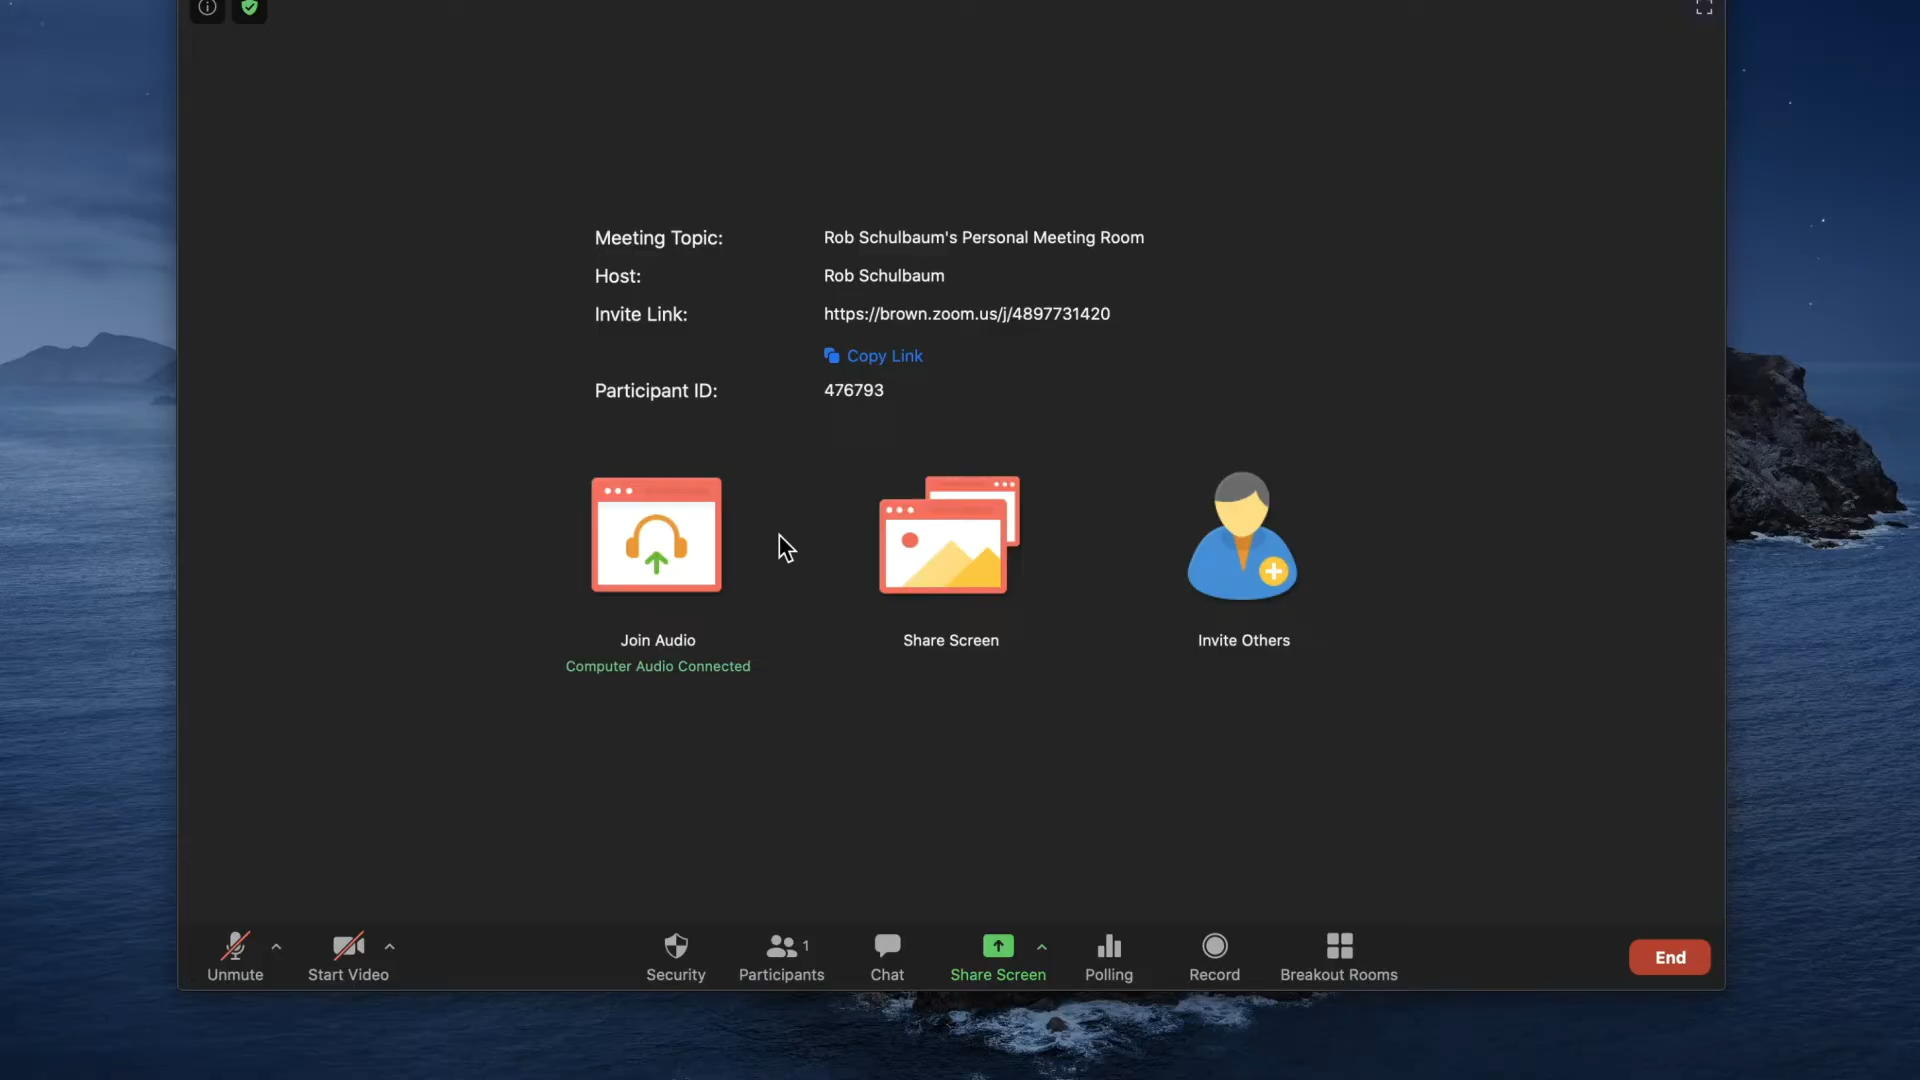 Meeting Topic: Rob Schulbaum's Personal Meeting Room
Host: Rob Schulbaum
Invite Link: https://brown.zoom.us/j/4897731420
Copy Link
Participant ID: 476793
Join Audio Share Screen Invite Others
Computer Audio Connected
1
Unmute Start Video Security Participants Chat Share Screen Polling Record Breakout Rooms End